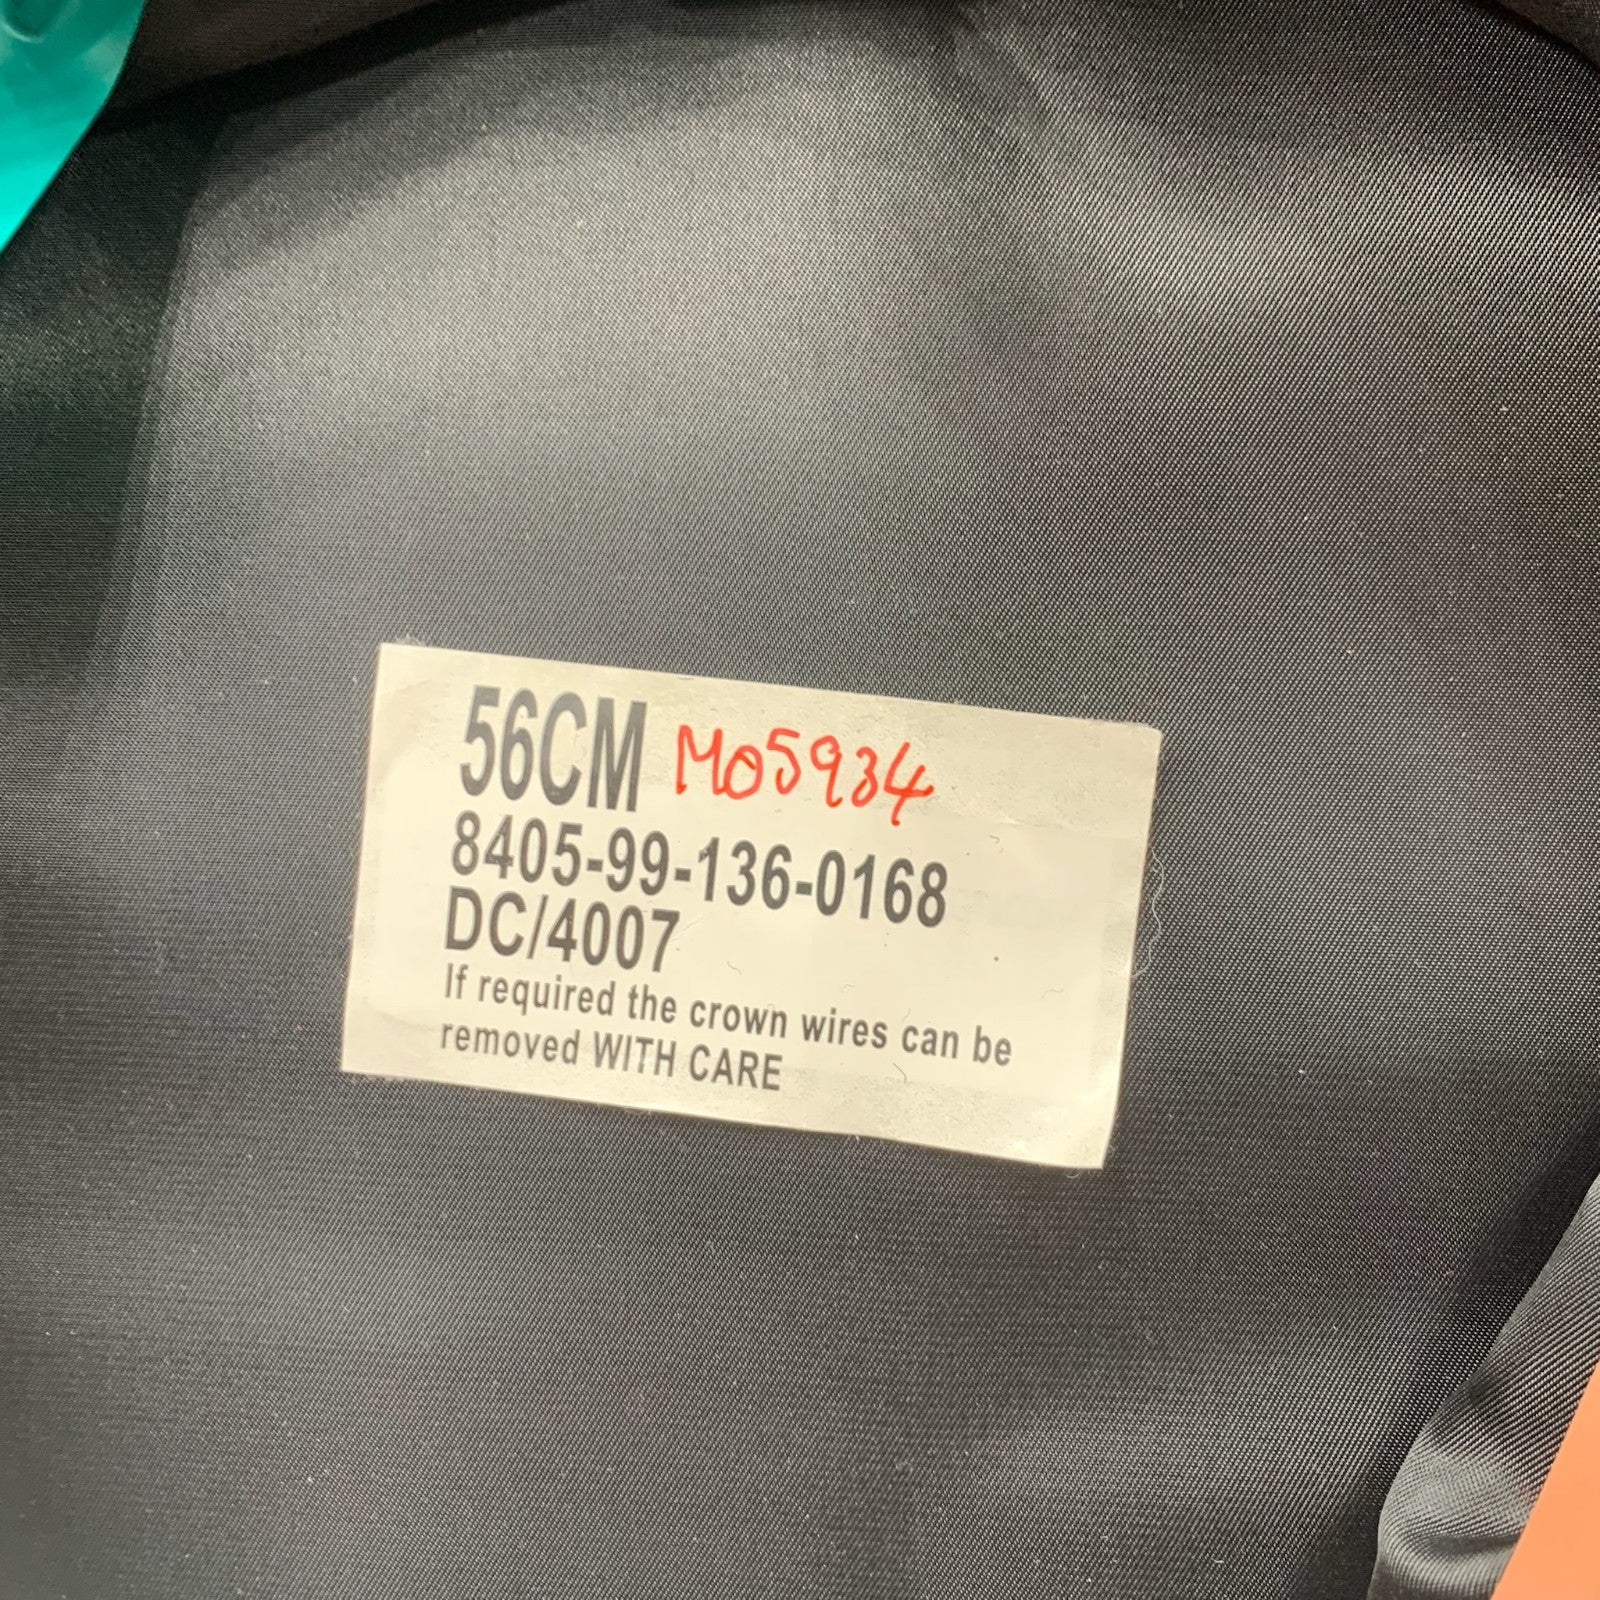 56CM M05934
8405-99-136-0168
DC/4007
If required the crown wires can be
removed WITH CARE